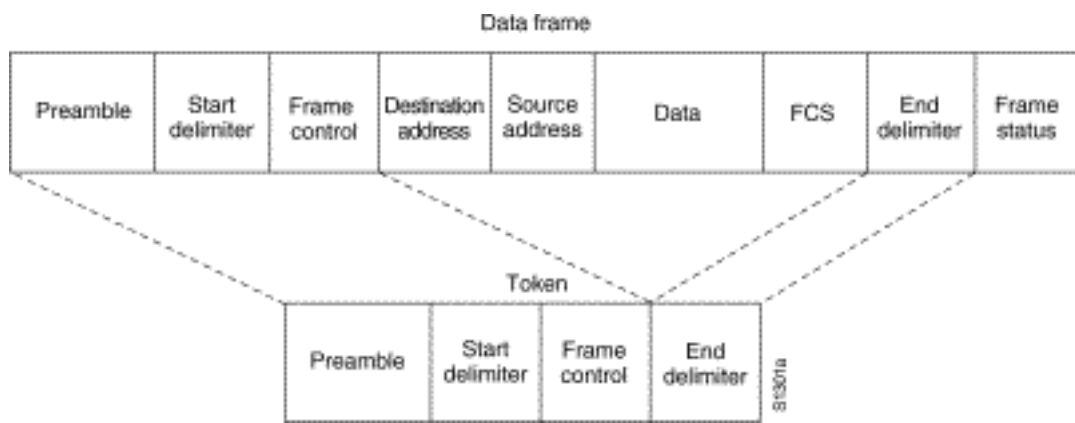 Data frame
Preamble
Start
delimiter
Frame
control
Destination
address
Source
address
Data
FCS
End
delimiter
Frame
status
Token
Preamble
Start
delimiter
Frame
control
End
delimiter
S1301a